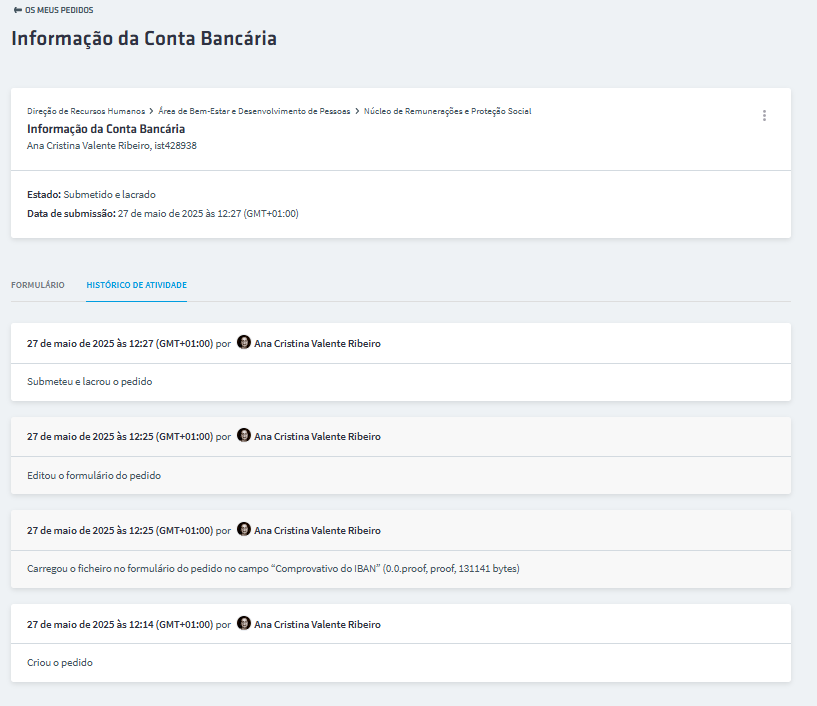 OS MEUS PEDIDOS
Informação da Conta Bancária
Direção de Recursos Humanos > Área de Bem-Estar e Desenvolvimento de Pessoas > Núcleo de Remunerações e Proteção Social
Informação da Conta Bancária
Ana Cristina Valente Ribeiro, ist428938
Estado: Submetido e lacrado
Data de submissão: 27 de maio de 2025 às 12:27 (GMT+01:00)
FORMULÁRIO HISTÓRICO DE ATIVIDADE
27 de maio de 2025 às 12:27 (GMT+01:00) por Ana Cristina Valente Ribeiro
Submeteu e lacrou o pedido
27 de maio de 2025 às 12:25 (GMT+01:00) por Ana Cristina Valente Ribeiro
Editou o formulário do pedido
27 de maio de 2025 às 12:25 (GMT+01:00) por Ana Cristina Valente Ribeiro
Carregou o ficheiro no formulário do pedido no campo “Comprovativo do IBAN” (0.0.proof, proof, 131141 bytes)
27 de maio de 2025 às 12:14 (GMT+01:00) por Ana Cristina Valente Ribeiro
Criou o pedido